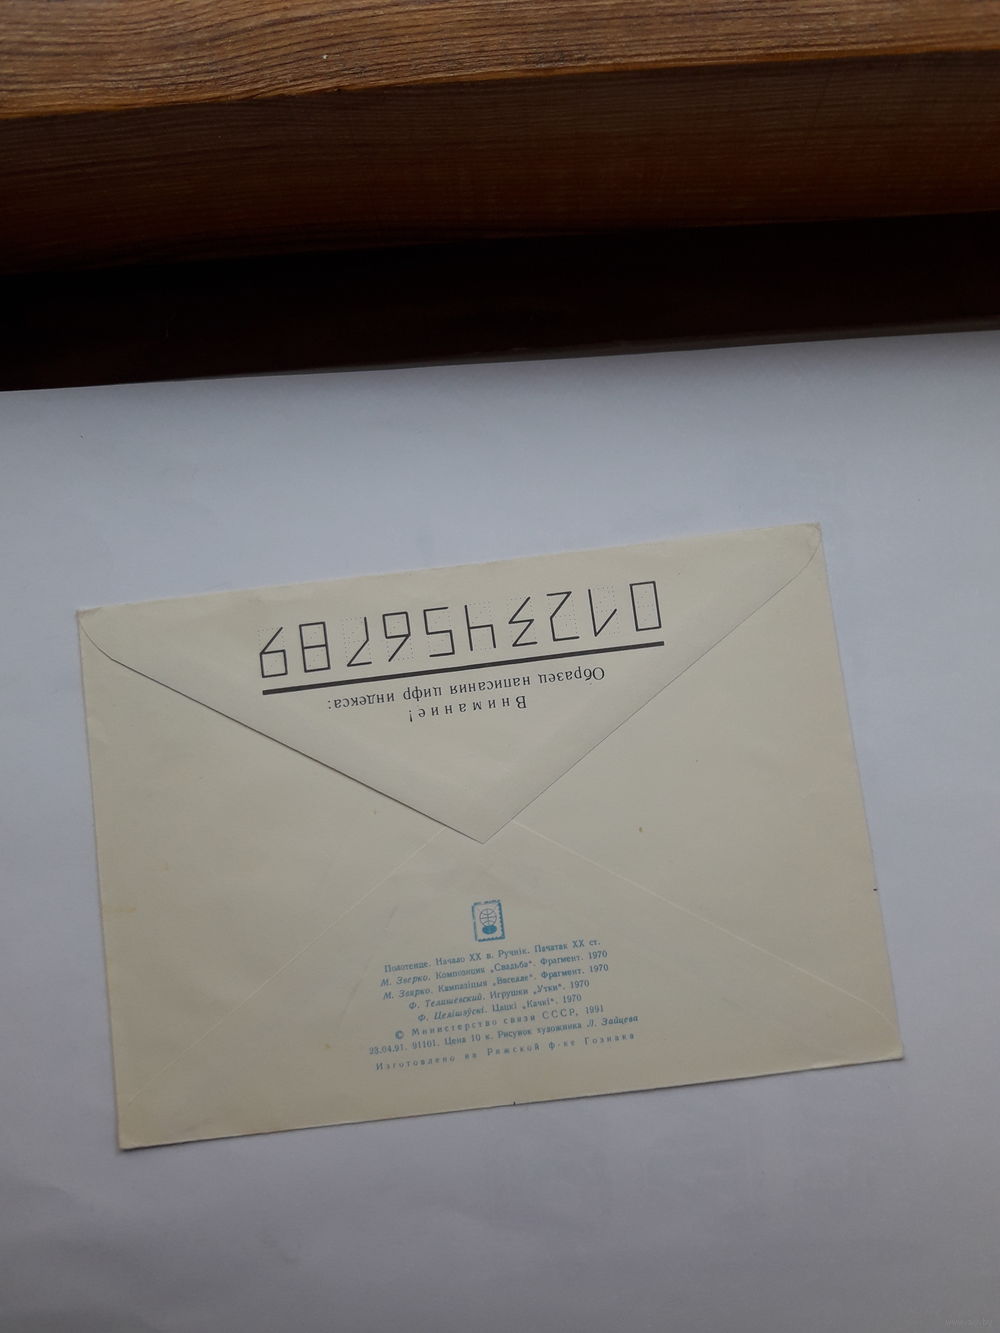 Внимание!
Образец написания цифр индекса:
0123456789
Полотенце. Начало XX в. Ручнік. Пачатак XX ст.
М. Зверко. Композиция „Свадьба“. Фрагмент. 1970
М. Звярко. Кампазіцыя „Вяселле“. Фрагмент. 1970
Ф. Телишевский. Игрушки „Утки“. 1970
Ф. Целішэўскі. Цацкі „Качкі“. 1970
© Министерство связи СССР, 1991
23.04.91. 91101. Цена 10 к. Рисунок художника Л. Зайцева
Изготовлено на Рижской ф-ке Гознака